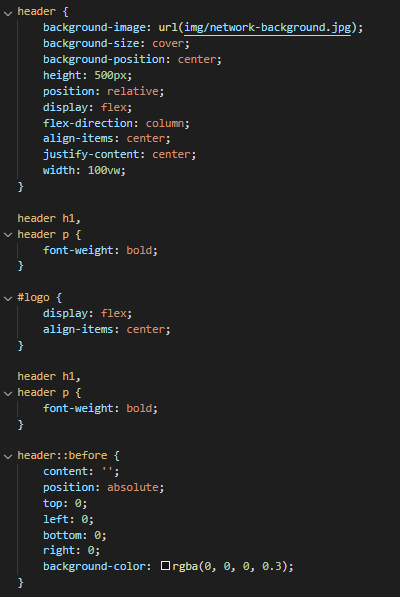 header {
    background-image: url(img/network-background.jpg);
    background-size: cover;
    background-position: center;
    height: 500px;
    position: relative;
    display: flex;
    flex-direction: column;
    align-items: center;
    justify-content: center;
    width: 100vw;
}

header h1,
header p {
    font-weight: bold;
}

#logo {
    display: flex;
    align-items: center;
}

header h1,
header p {
    font-weight: bold;
}

header::before {
    content: '';
    position: absolute;
    top: 0;
    left: 0;
    bottom: 0;
    right: 0;
    background-color: rgba(0, 0, 0, 0.3);
}